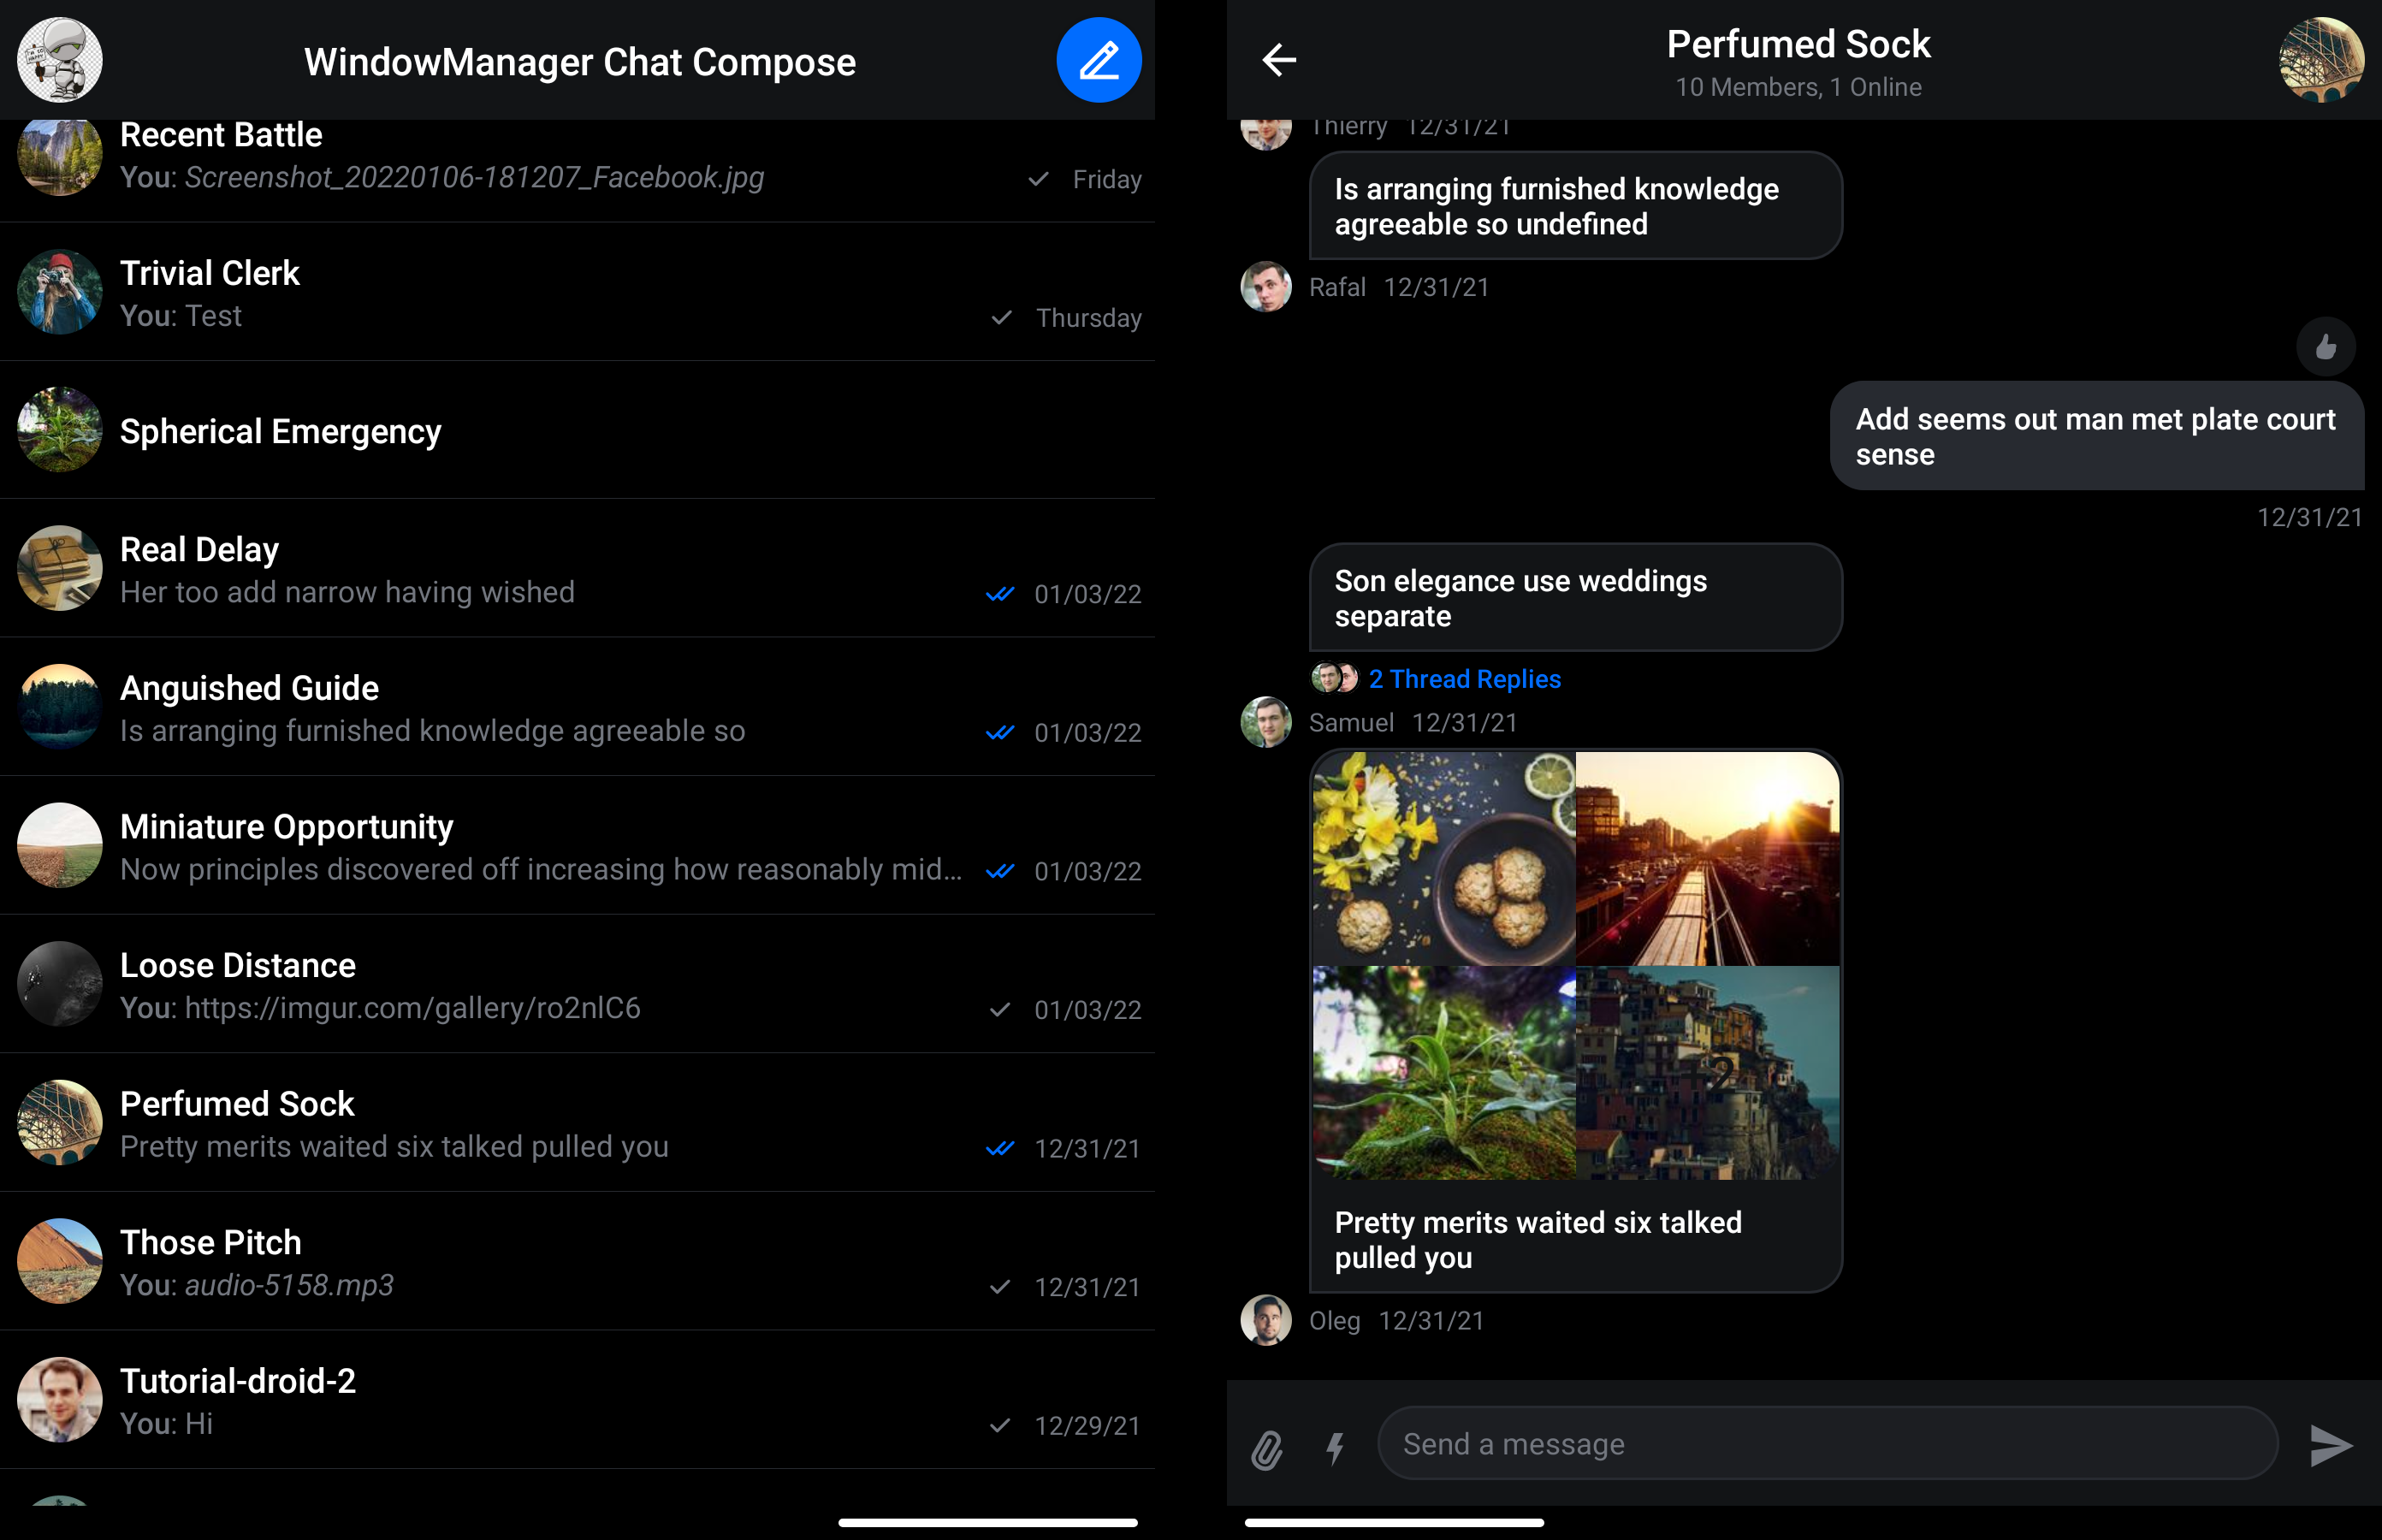 WindowManager Chat Compose
Recent Battle
You: Screenshot_20220106-181207_Facebook.jpg
Friday
Trivial Clerk
You: Test
Thursday
Spherical Emergency
Real Delay
Her too add narrow having wished
01/03/22
Anguished Guide
Is arranging furnished knowledge agreeable so
01/03/22
Miniature Opportunity
Now principles discovered off increasing how reasonably mid...
01/03/22
Loose Distance
You: https://imgur.com/gallery/ro2nlC6
01/03/22
Perfumed Sock
Pretty merits waited six talked pulled you
12/31/21
Those Pitch
You: audio-5158.mp3
12/31/21
Tutorial-droid-2
You: Hi
12/29/21
Perfumed Sock
10 Members, 1 Online
Thierry 12/31/21
Is arranging furnished knowledge
agreeable so undefined
Rafal 12/31/21
Add seems out man met plate court
sense
12/31/21
Son elegance use weddings
separate
2 Thread Replies
Samuel 12/31/21
2
Pretty merits waited six talked
pulled you
Oleg 12/31/21
Send a message